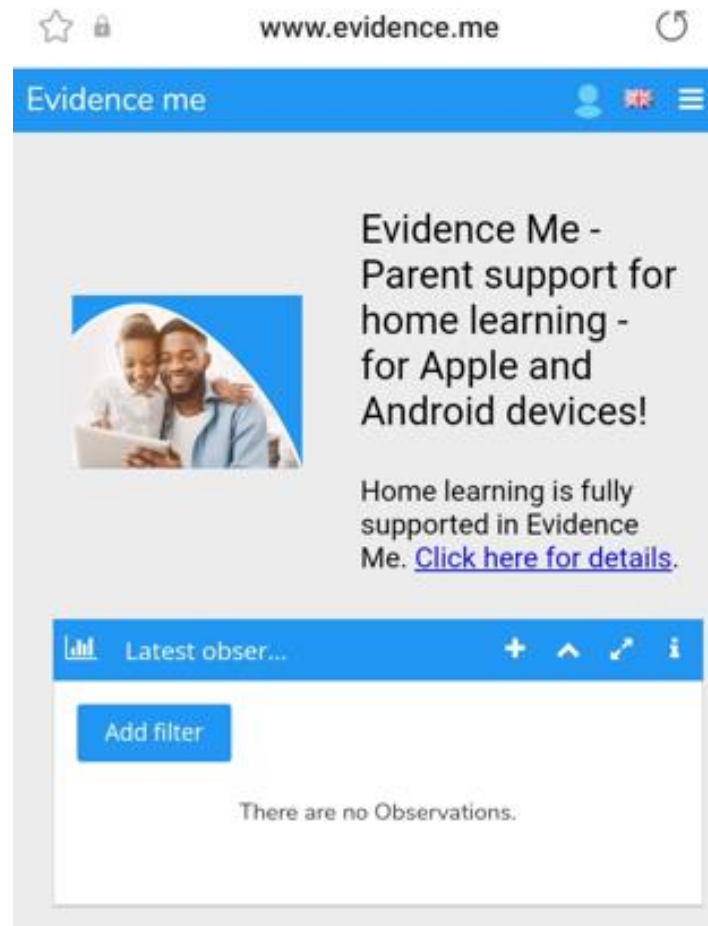 www.evidence.me
Evidence me
Evidence Me -
Parent support for
home learning -
for Apple and
Android devices!
Home learning is fully
supported in Evidence
Me. Click here for details.
Latest obser...
Add filter
There are no Observations.